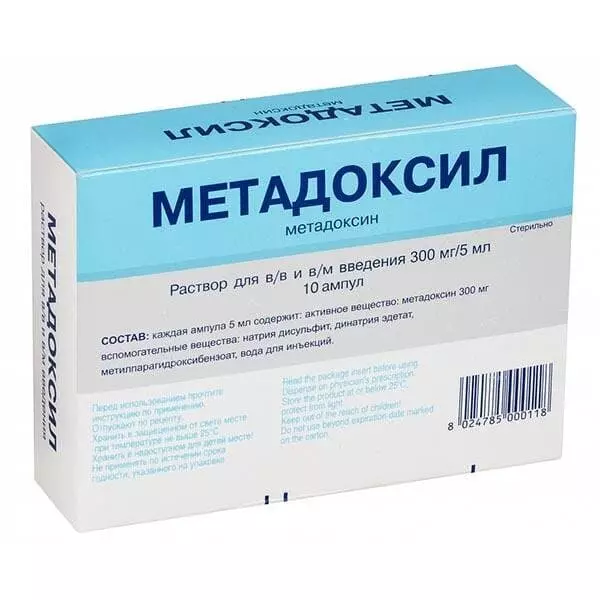 МЕТАДОКСИЛ
метадоксин
МЕТАДОКСИЛ
метадоксин
Стерильно
Раствор для в/в и в/м введения 300 мг/5 мл
10 ампул
СОСТАВ: каждая ампула 5 мл содержит: активное вещество: метадоксин 300 мг
вспомогательные вещества: натрия дисульфит, динатрия эдетат,
метилпарагидроксибензоат, вода для инъекций.
Перед использованием прочтите
инструкцию по применению.
Отпускают по рецепту.
Хранить в защищенном от света месте
при температуре не выше 25°С
Хранить в недоступном для детей месте!
Не применять по истечении срока
годности, указанного на упаковке
Read the package insert before using.
Dispense on physician's prescription.
Store the product at or below 25°C,
protect from light.
Keep out of the reach of children!
Do not use beyond expiration date marked
on the carton.
8 024785 000118
МЕТАДОКСИЛ
раствор для в/в и в/м введения